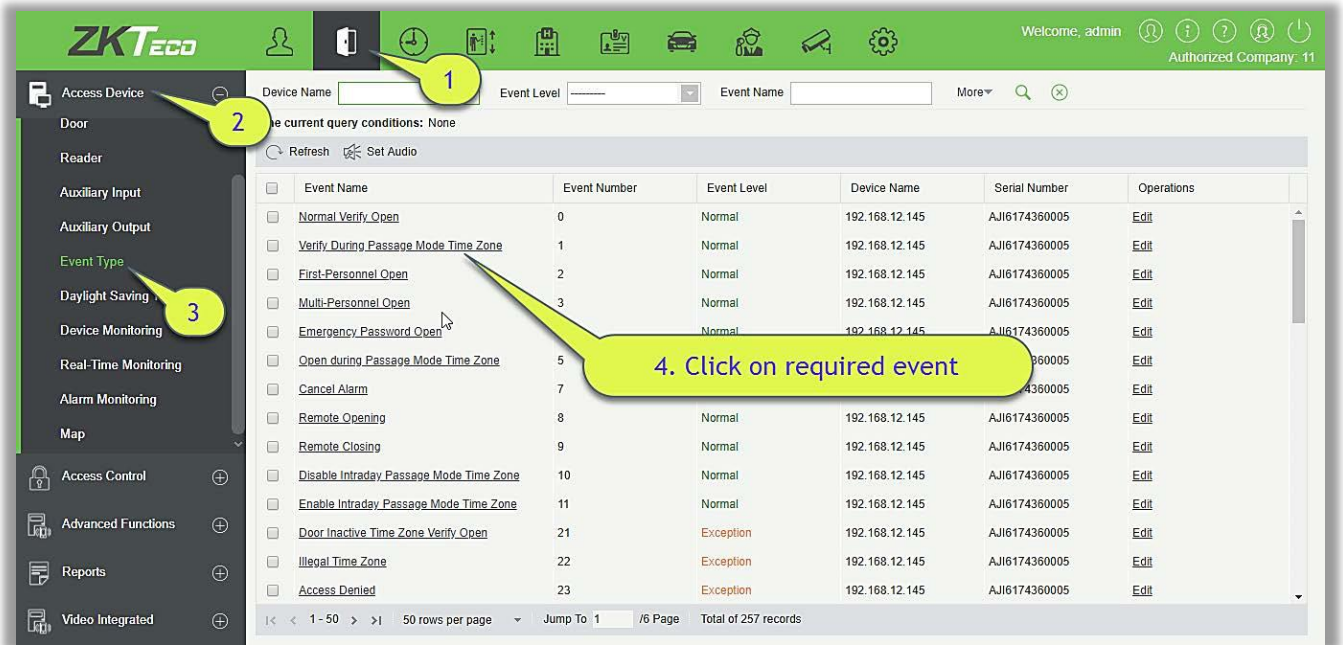 ZKTECO
Welcome, admin
Authorized Company: 11
1
Access Device
2
Door
Reader
Auxiliary Input
Auxiliary Output
Event Type
Daylight Saving
3
Device Monitoring
Real-Time Monitoring
Alarm Monitoring
Map
Access Control
Advanced Functions
Reports
Video Integrated
Device Name Event Level --------- Event Name More
current query conditions: None
Refresh Set Audio
Event Name Event Number Event Level Device Name Serial Number Operations
Normal Verify Open 0 Normal 192.168.12.145 AJI6174360005 Edit
Verify During Passage Mode Time Zone 1 Normal 192.168.12.145 AJI6174360005 Edit
First-Personnel Open 2 Normal 192.168.12.145 AJI6174360005 Edit
Multi-Personnel Open 3 Normal 192.168.12.145 AJI6174360005 Edit
Emergency Password Open Normal 192.168.12.145 AJI6174360005 Edit
Open during Passage Mode Time Zone 5 Edit
4. Click on required event
Cancel Alarm 7 Edit
Remote Opening 8 Normal 192.168.12.145 AJI6174360005 Edit
Remote Closing 9 Normal 192.168.12.145 AJI6174360005 Edit
Disable Intraday Passage Mode Time Zone 10 Normal 192.168.12.145 AJI6174360005 Edit
Enable Intraday Passage Mode Time Zone 11 Normal 192.168.12.145 AJI6174360005 Edit
Door Inactive Time Zone Verify Open 21 Exception 192.168.12.145 AJI6174360005 Edit
Illegal Time Zone 22 Exception 192.168.12.145 AJI6174360005 Edit
Access Denied 23 Exception 192.168.12.145 AJI6174360005 Edit
1 - 50 50 rows per page Jump To 1 /6 Page Total of 257 records